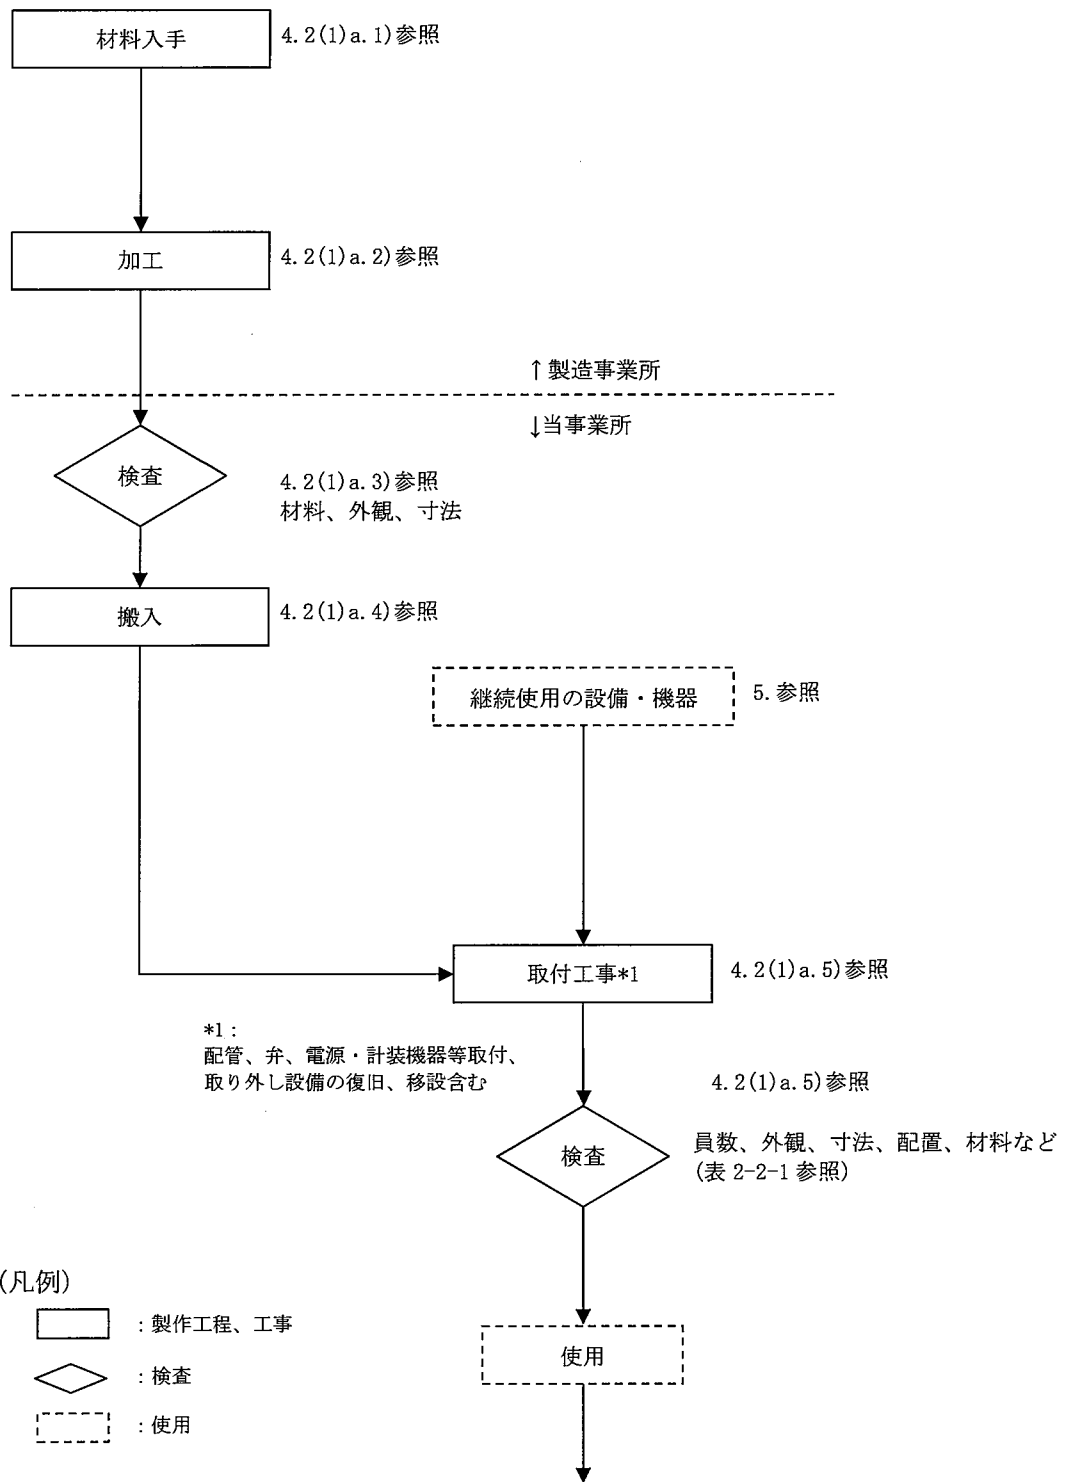 材料入手
4.2(1)a.1)参照
加工
4.2(1)a.2)参照
↑製造事業所
↓当事業所
検査
4.2(1)a.3)参照
材料、外観、寸法
搬入
4.2(1)a.4)参照
継続使用の設備・機器
5.参照
取付工事*1
4.2(1)a.5)参照
*1：
配管、弁、電源・計装機器等取付、
取り外し設備の復旧、移設含む
4.2(1)a.5)参照
検査
員数、外観、寸法、配置、材料など
(表 2-2-1 参照)
使用
(凡例)
：製作工程、工事
：検査
：使用